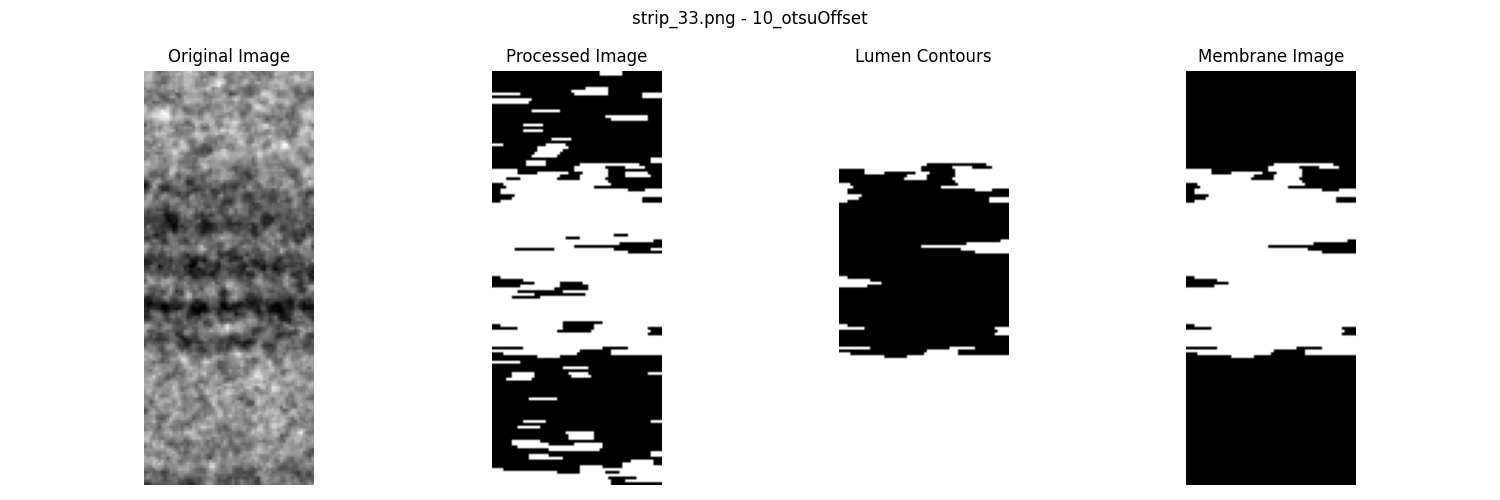 strip_33.png - 10_otsuOffset
Original Image
Processed Image
Lumen Contours
Membrane Image